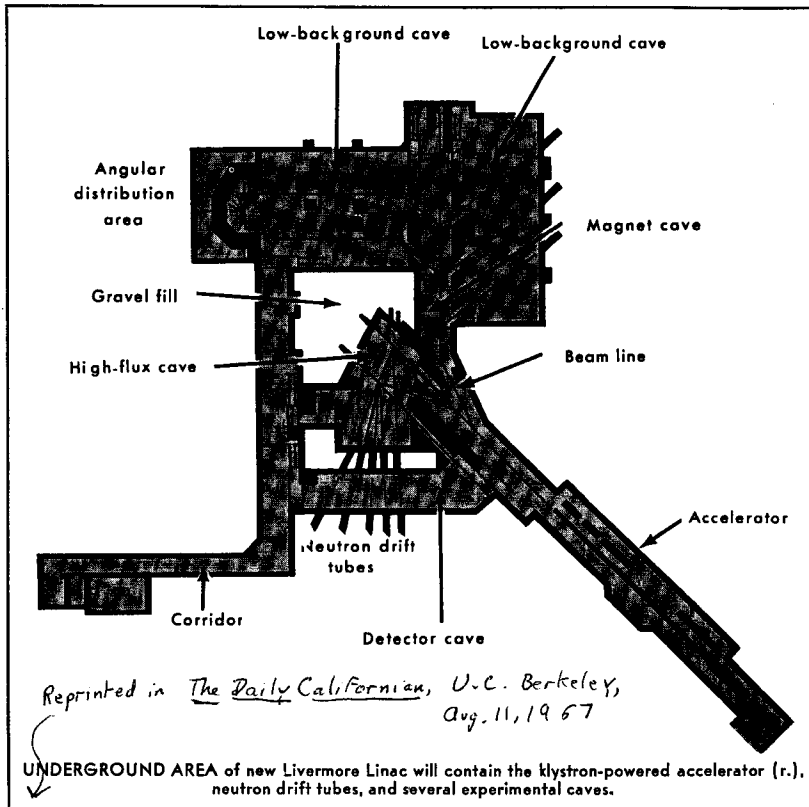 Low-background cave
Low-background cave
Angular
distribution
area
Magnet cave
Gravel fill
High-flux cave
Beam line
Accelerator
Neutron drift
tubes
Corridor
Detector cave
Reprinted in The Daily Californian, U.C. Berkeley,
Aug. 11, 1967
UNDERGROUND AREA of new Livermore Linac will contain the klystron-powered accelerator (r.),
neutron drift tubes, and several experimental caves.